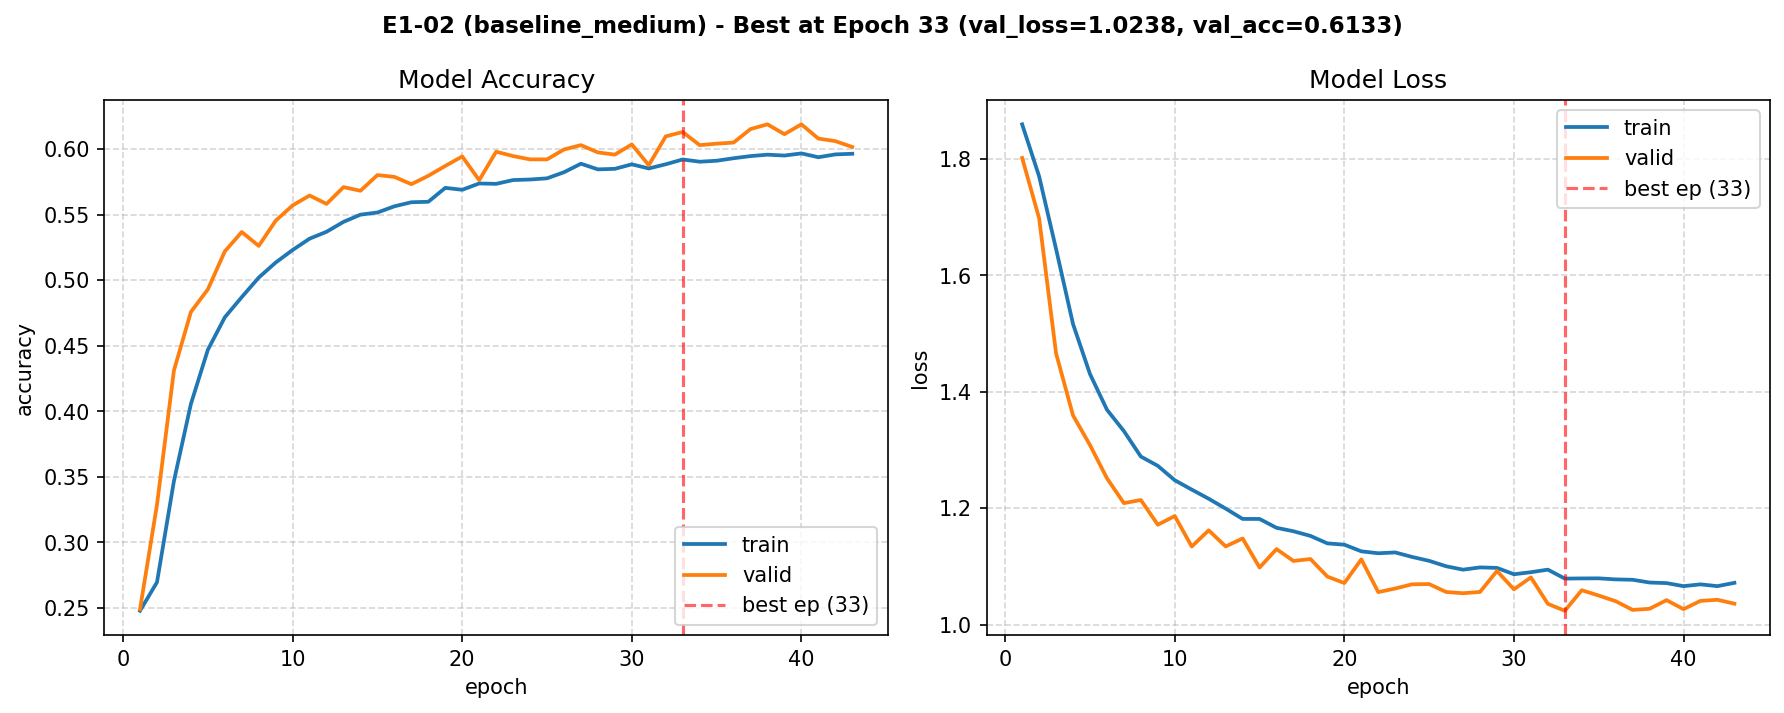 E1-02 (baseline_medium) - Best at Epoch 33 (val_loss=1.0238, val_acc=0.6133)
Model Accuracy
accuracy
0.60
0.55
0.50
0.45
0.40
0.35
0.30
0.25
0
10
20
30
40
epoch
train
valid
best ep (33)
Model Loss
loss
1.8
1.6
1.4
1.2
1.0
0
10
20
30
40
epoch
train
valid
best ep (33)